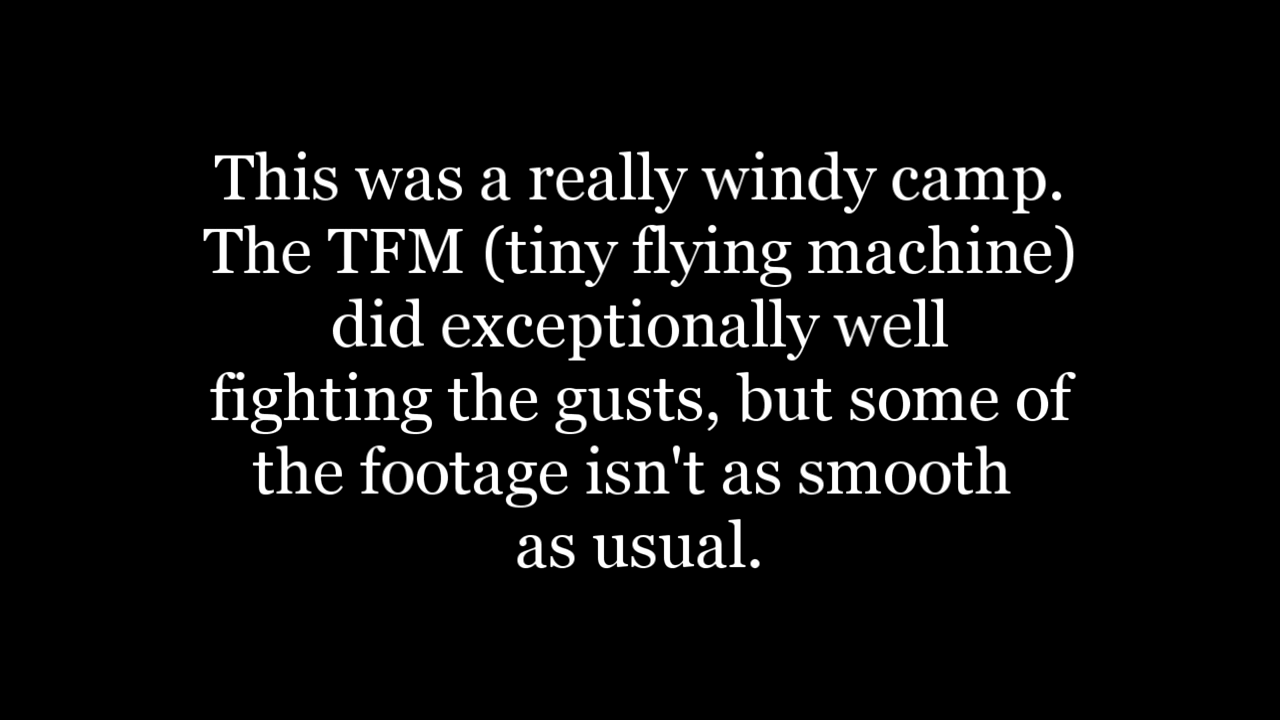 This was a really windy camp.
The TFM (tiny flying machine)
did exceptionally well
fighting the gusts, but some of
the footage isn't as smooth
as usual.